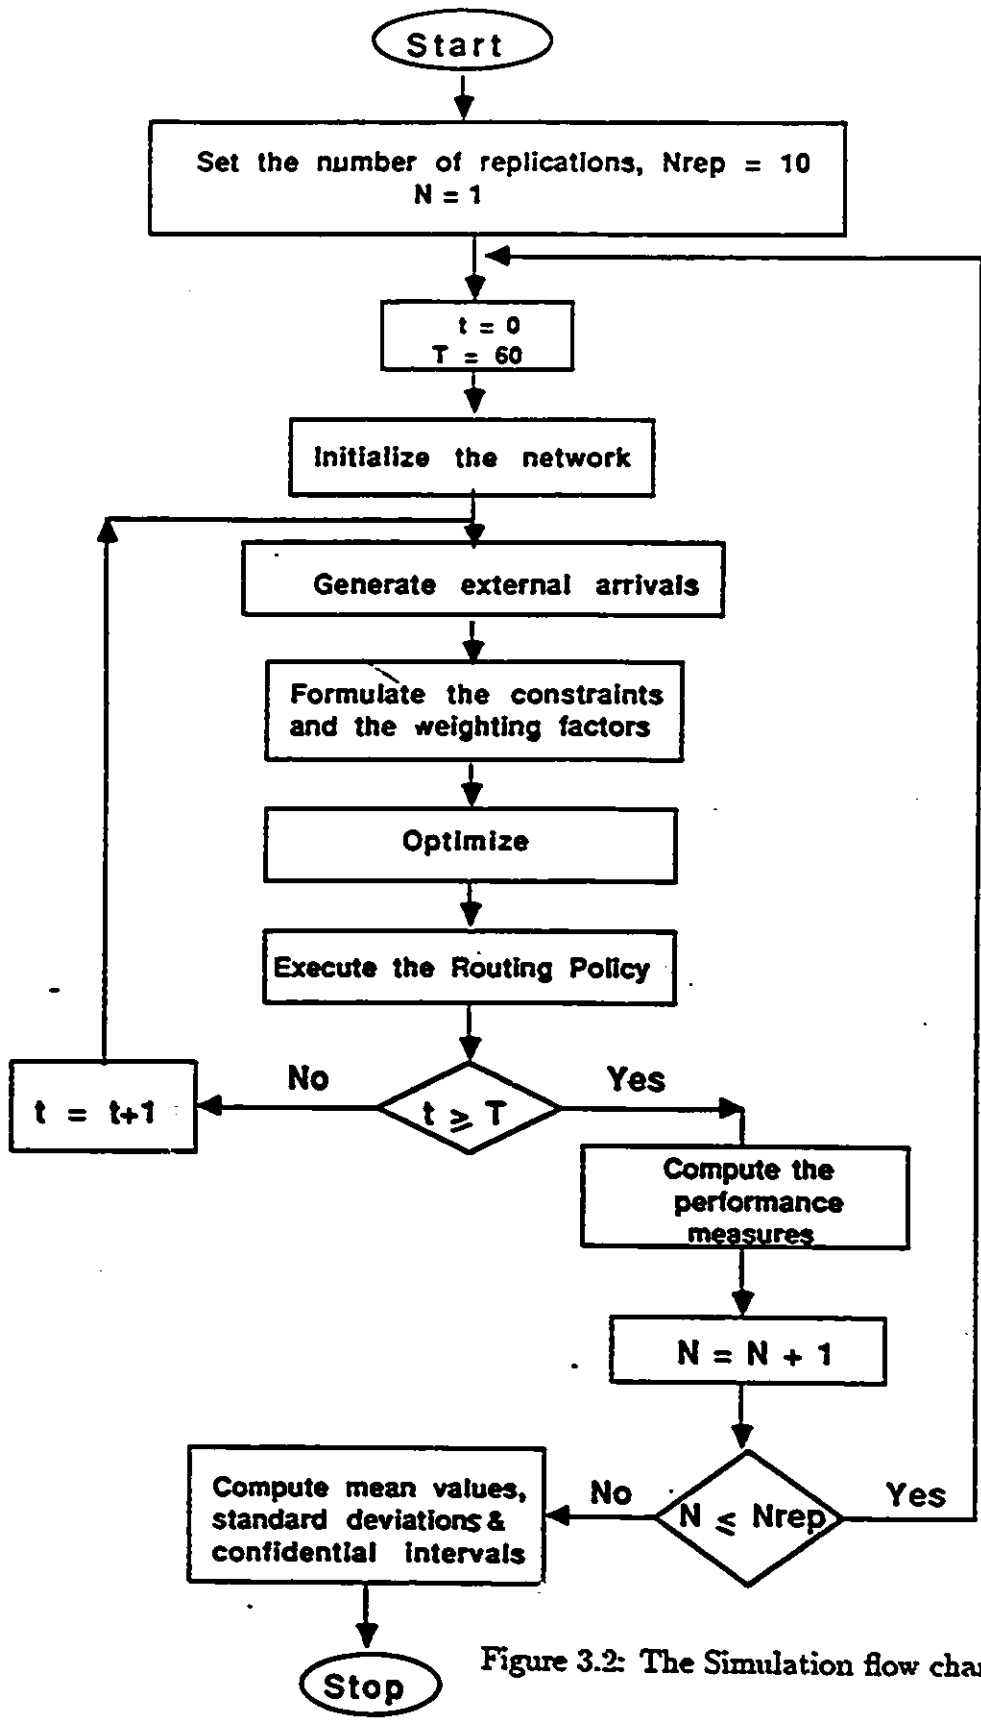 Start
Set the number of replications, Nrep = 10
N = 1
t = 0
T = 60
Initialize the network
Generate external arrivals
Formulate the constraints
and the weighting factors
Optimize
Execute the Routing Policy
No
Yes
t = t+1
t ≥ T
Compute the
performance
measures
N = N + 1
Compute mean values,
standard deviations &
confidential intervals
No
N ≤ Nrep
Yes
Stop
Figure 3.2: The Simulation flow char